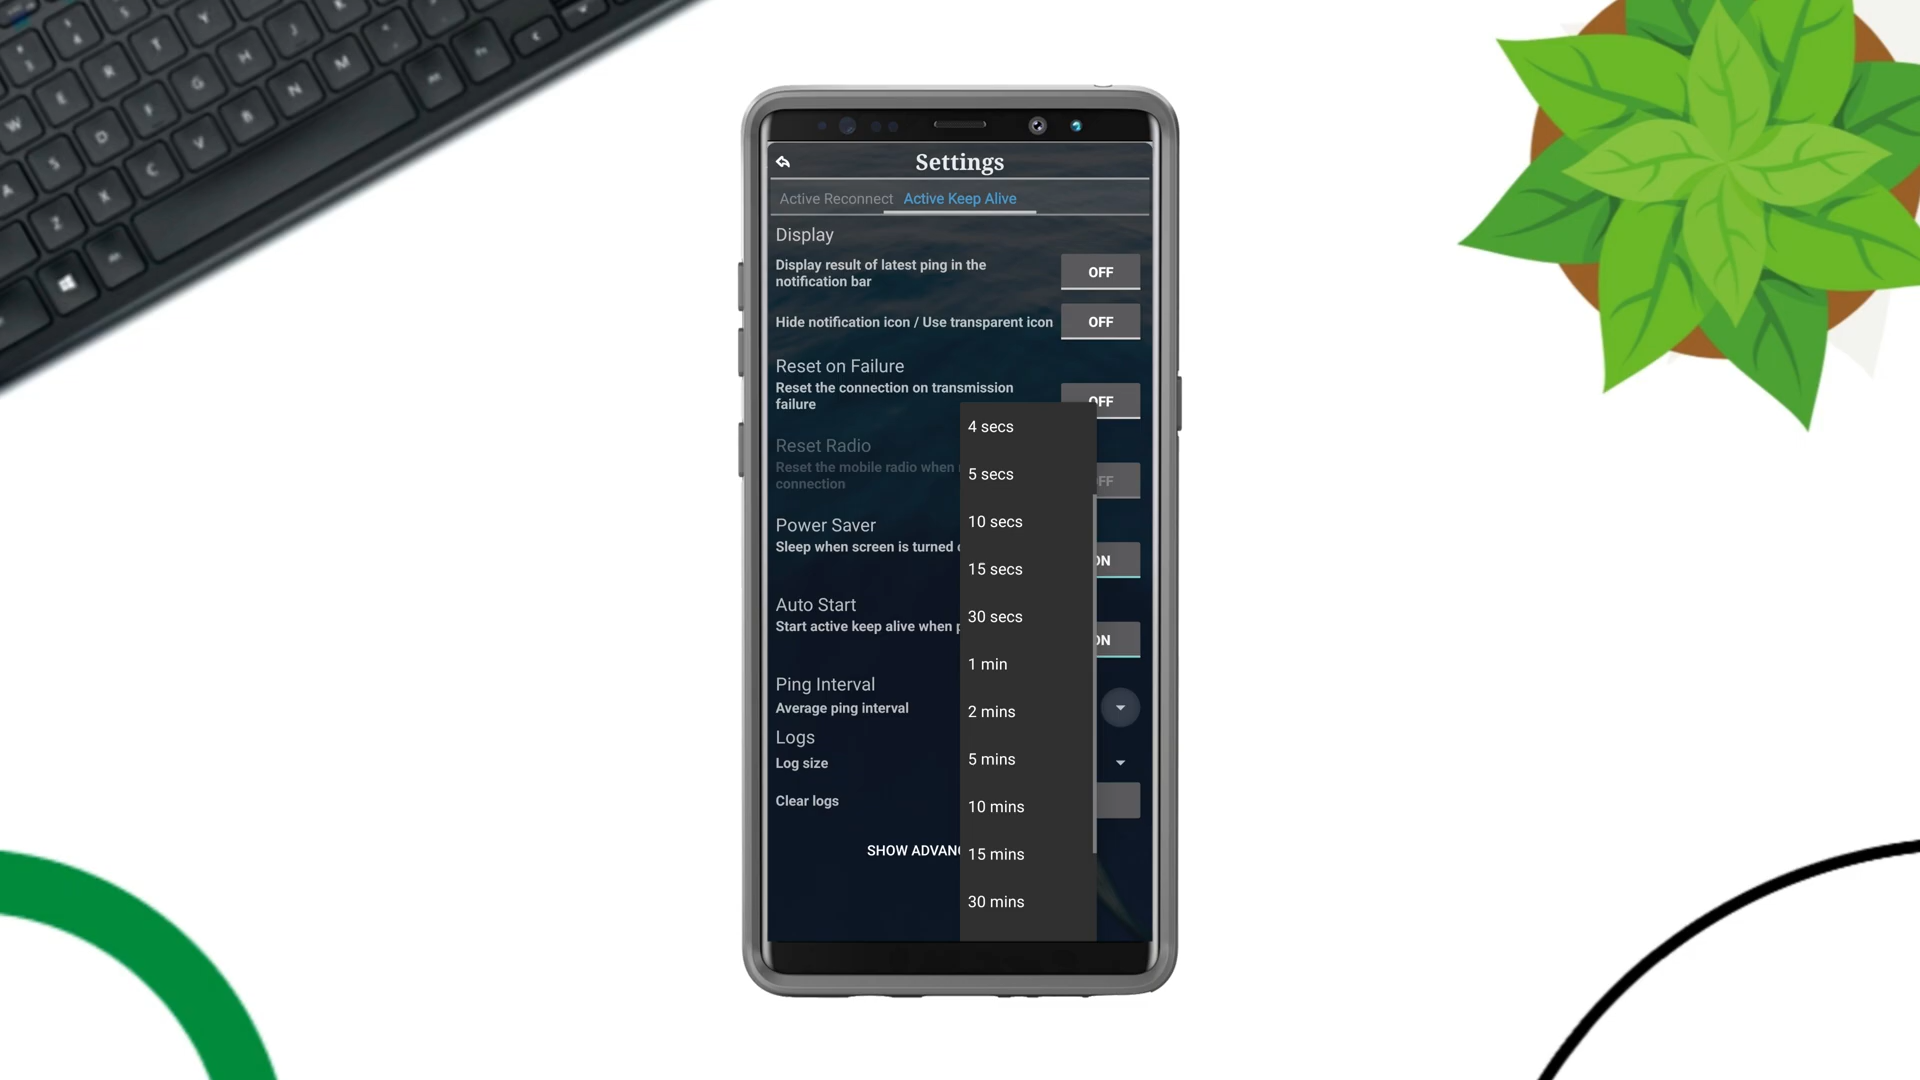 Settings
Active Reconnect Active Keep Alive
Display
Display result of latest ping in the
notification bar
OFF
Hide notification icon / Use transparent icon
OFF
Reset on Failure
Reset the connection on transmission
failure
OFF
Reset Radio
Reset the mobile radio when
connection
Power Saver
Sleep when screen is turned
ON
Auto Start
Start active keep alive when
ON
Ping Interval
Average ping interval
Logs
Log size
Clear logs
SHOW
4 secs
5 secs
10 secs
15 secs
30 secs
1 min
2 mins
5 mins
10 mins
15 mins
30 mins